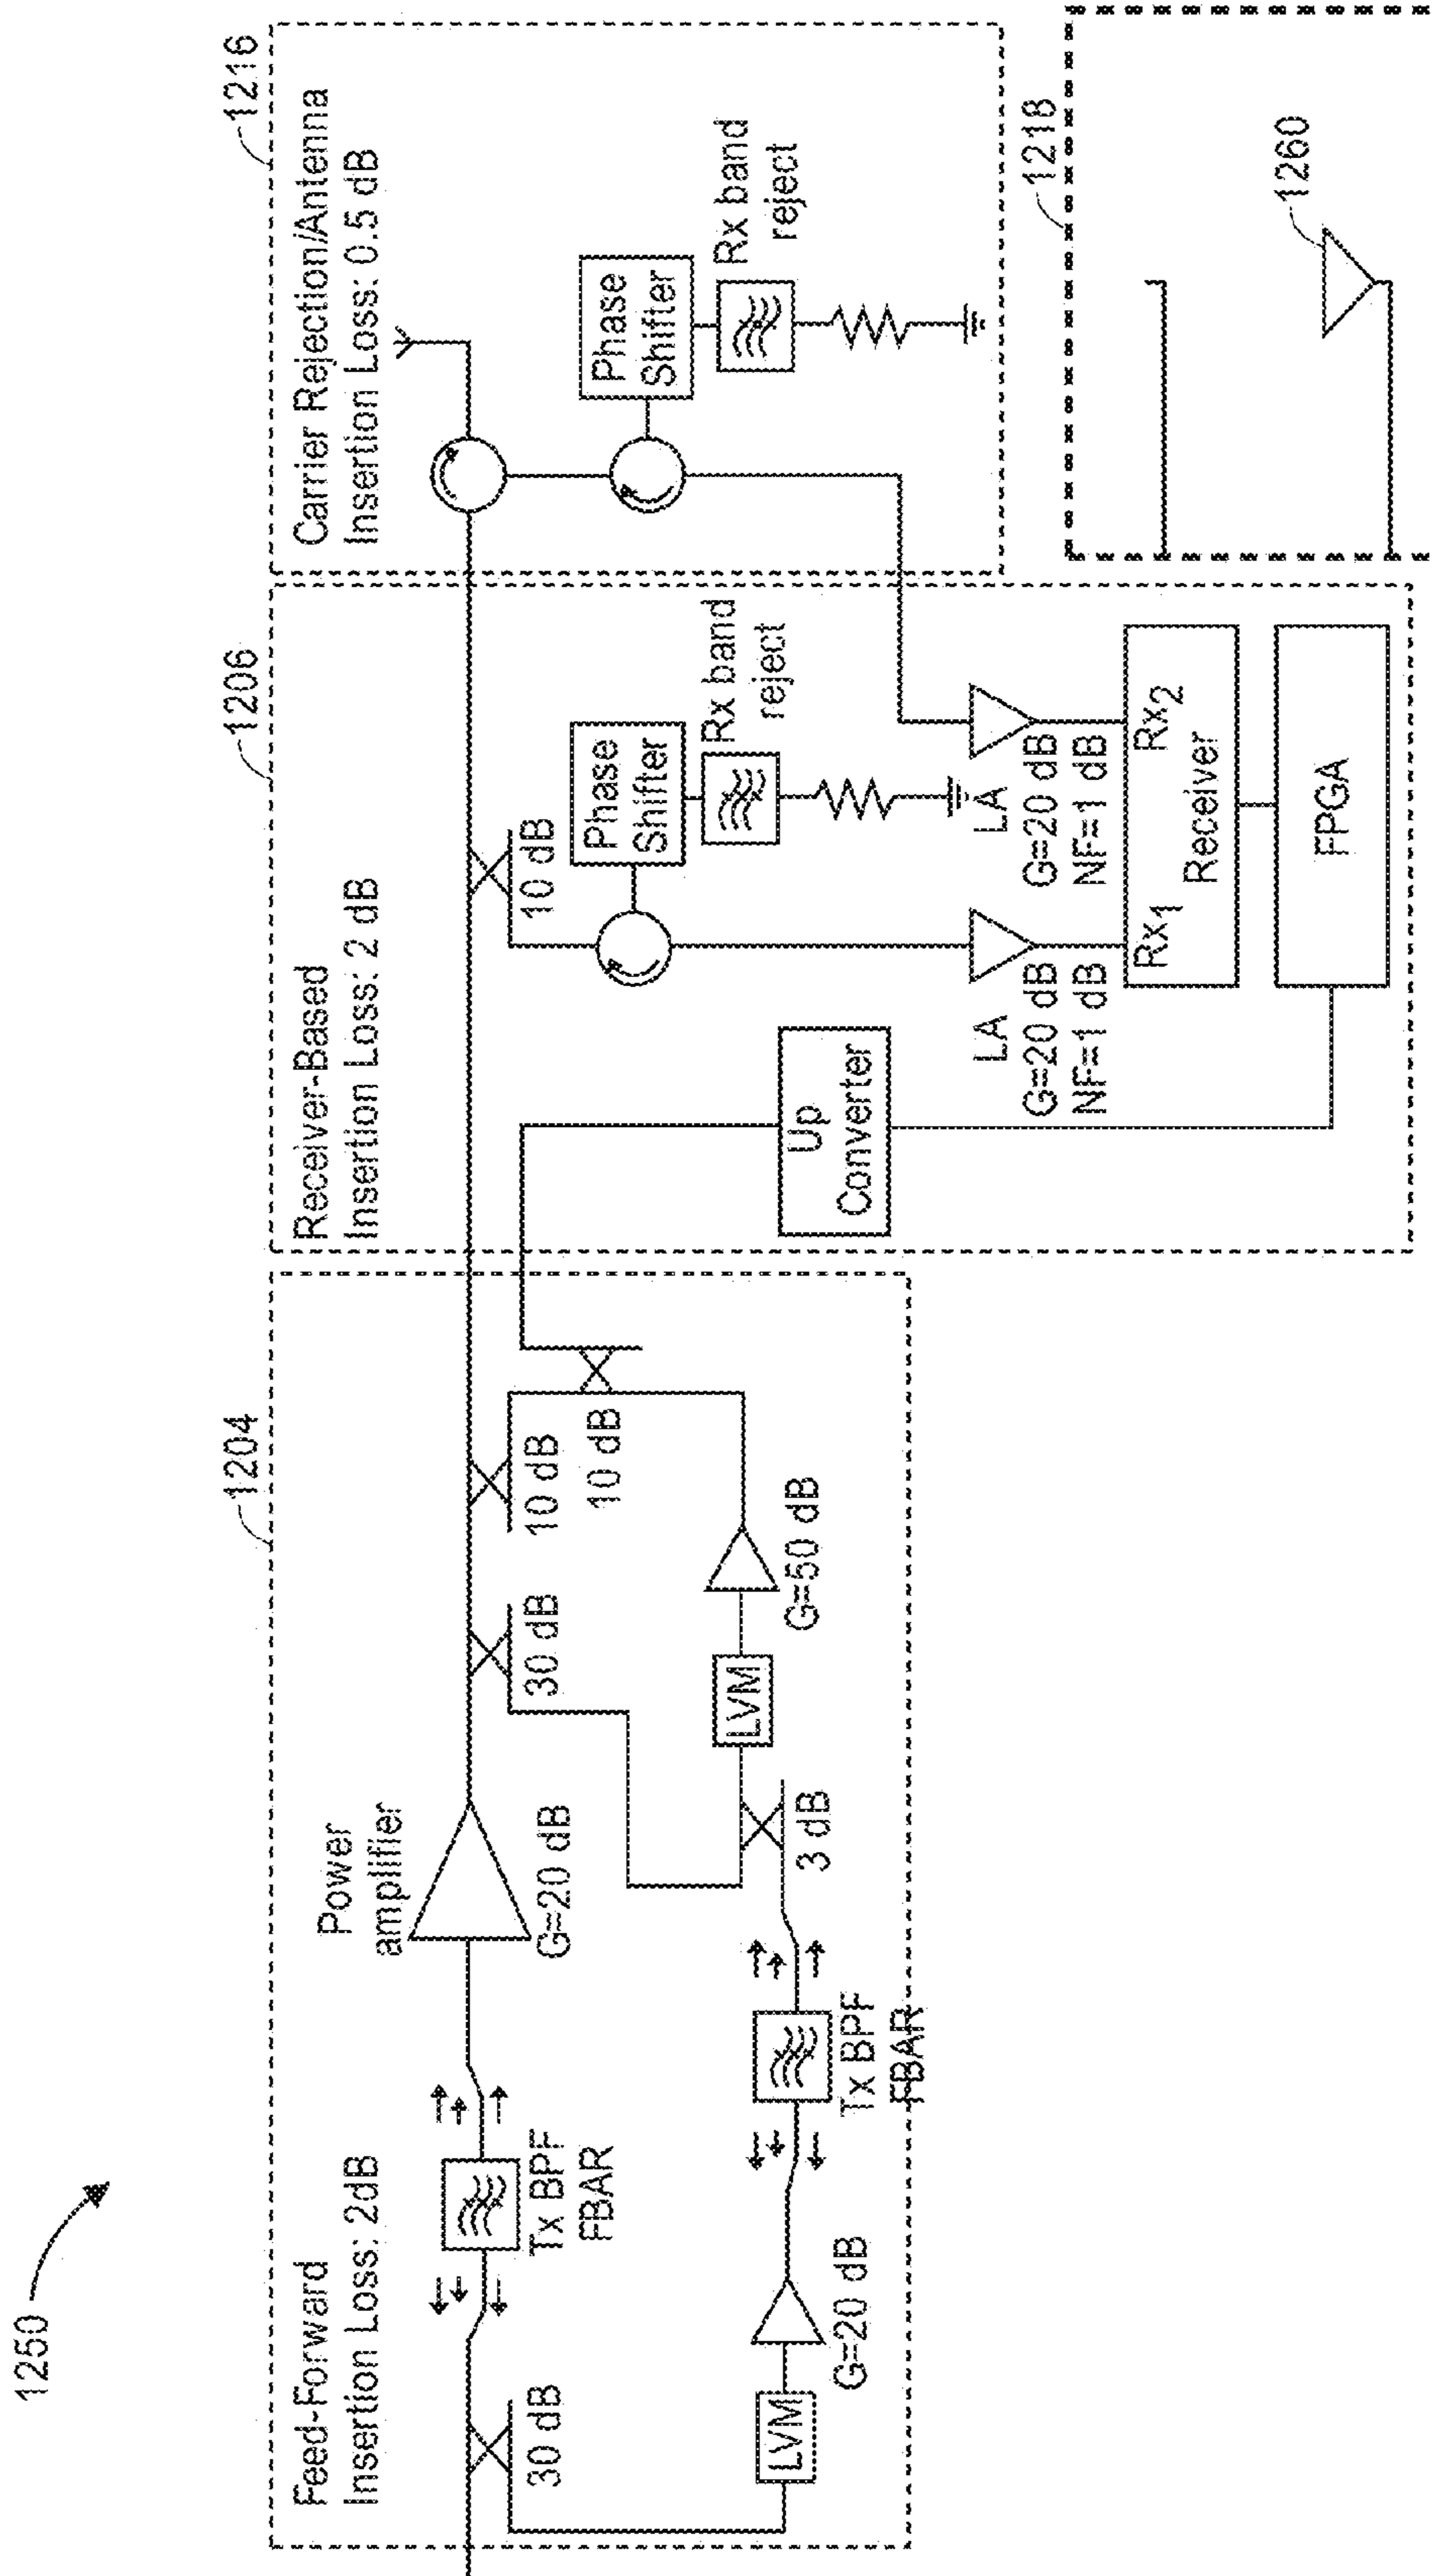 1250
1204
Feed-Forward
Insertion Loss: 2dB
30 dB
LVM
G=20 dB
Tx BPF
FBAR
Power
amplifier
G=20 dB
Tx BPF
FBAR
3 dB
30 dB
LVM
G=50 dB
10 dB
10 dB
1206
Receiver-Based
Insertion Loss: 2 dB
Up
Converter
10 dB
Phase
Shifter
Rx band
reject
LA
G=20 dB
NF=1 dB
LA
G=20 dB
NF=1 dB
Rx1
Rx2
Receiver
FPGA
1216
Carrier Rejection/Antenna
Insertion Loss: 0.5 dB
Phase
Shifter
Rx band
reject
1218
1260